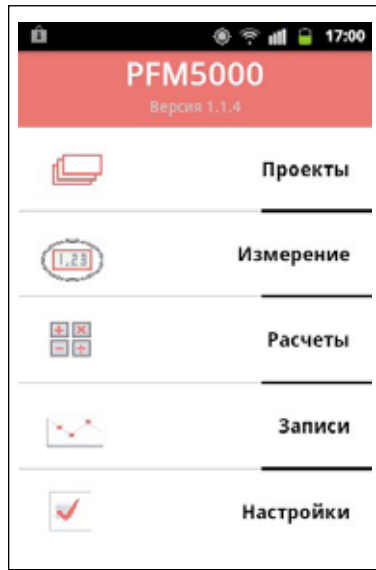 17:00
PFM5000
Версия 1.1.4
Проекты
1,23
Измерение
Расчеты
Записи
Настройки